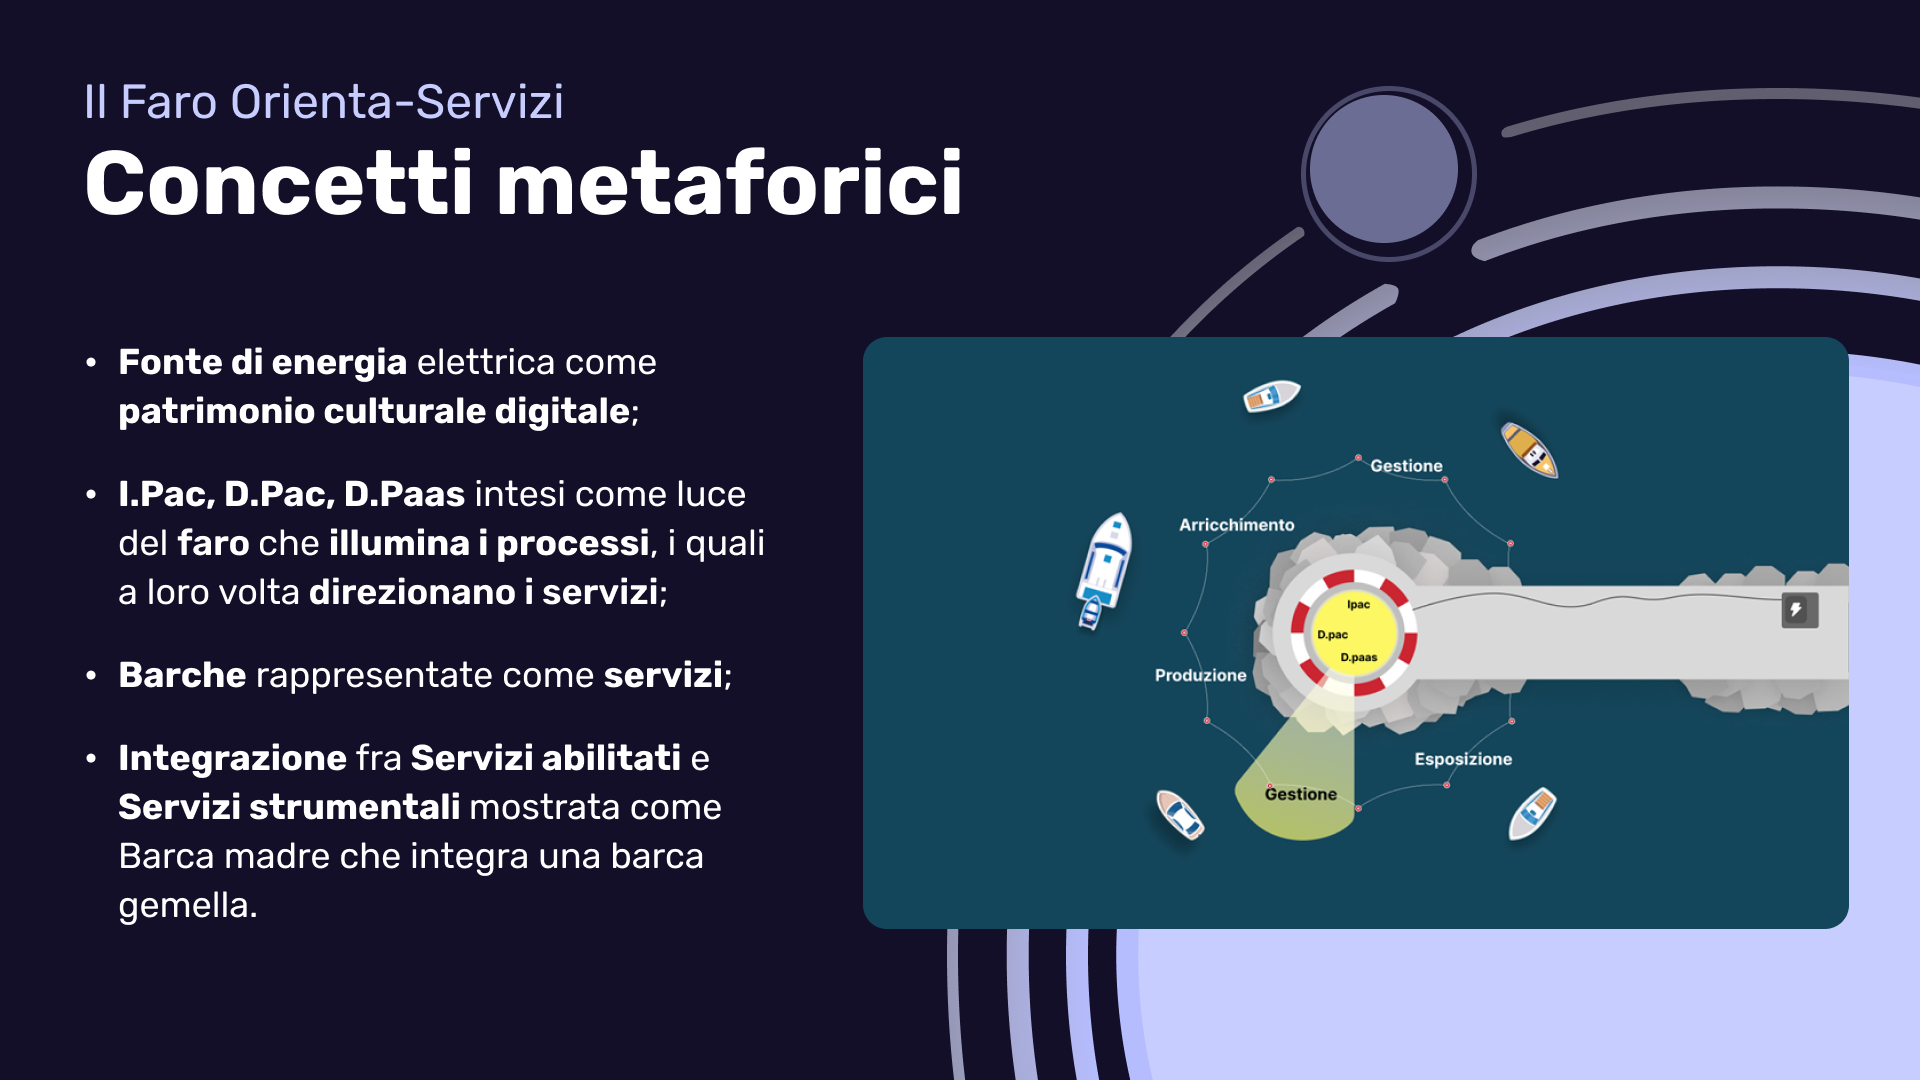 Il Faro Orienta-Servizi
Concetti metaforici
• Fonte di energia elettrica come
patrimonio culturale digitale;
• I.Pac, D.Pac, D.Paas intesi come luce
del faro che illumina i processi, i quali
a loro volta direzionano i servizi;
• Barche rappresentate come servizi;
• Integrazione fra Servizi abilitati e
Servizi strumentali mostrata come
Barca madre che integra una barca
gemella.
Gestione
Arricchimento
Ipac
D.pac
D.paas
Produzione
Esposizione
Gestione